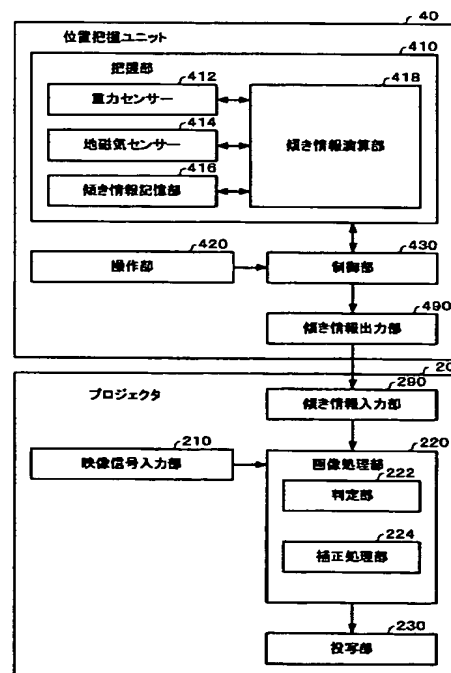 40
位置把握ユニット
410
把握部
412
重力センサー
414
地磁気センサー
416
傾き情報記憶部
418
傾き情報演算部
420
操作部
430
制御部
490
傾き情報出力部
20
プロジェクタ
290
傾き情報入力部
210
映像信号入力部
220
画像処理部
222
判定部
224
補正処理部
230
投写部